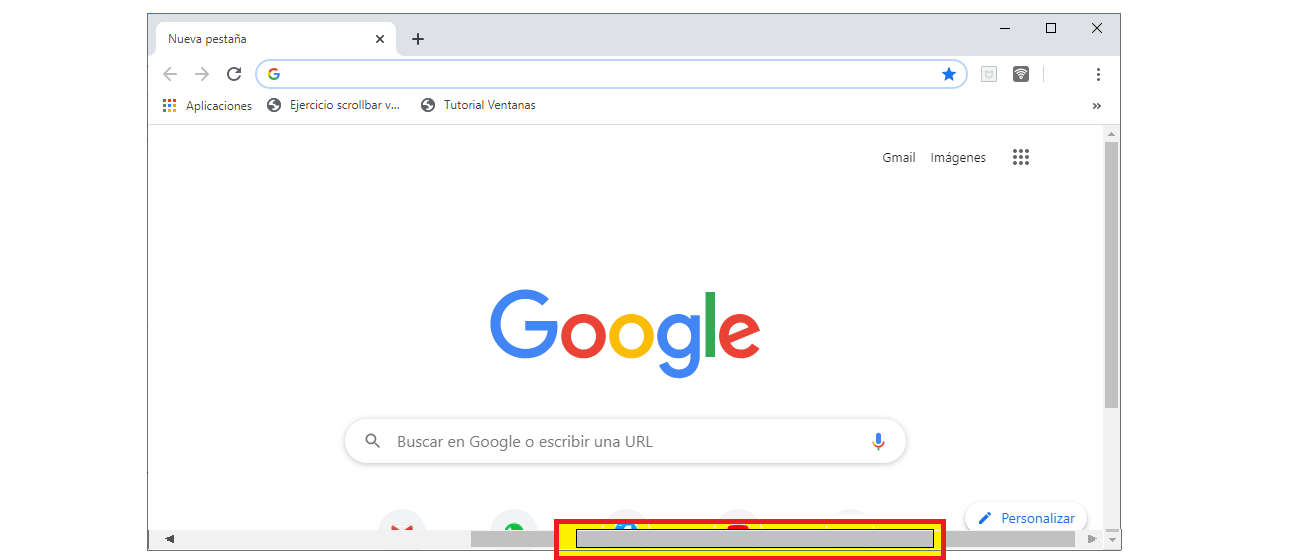 Nueva pestaña
Aplicaciones
Ejercicio scrollbar v...
Tutorial Ventanas
»
Gmail
Imágenes
Google
Buscar en Google o escribir una URL
Personalizar